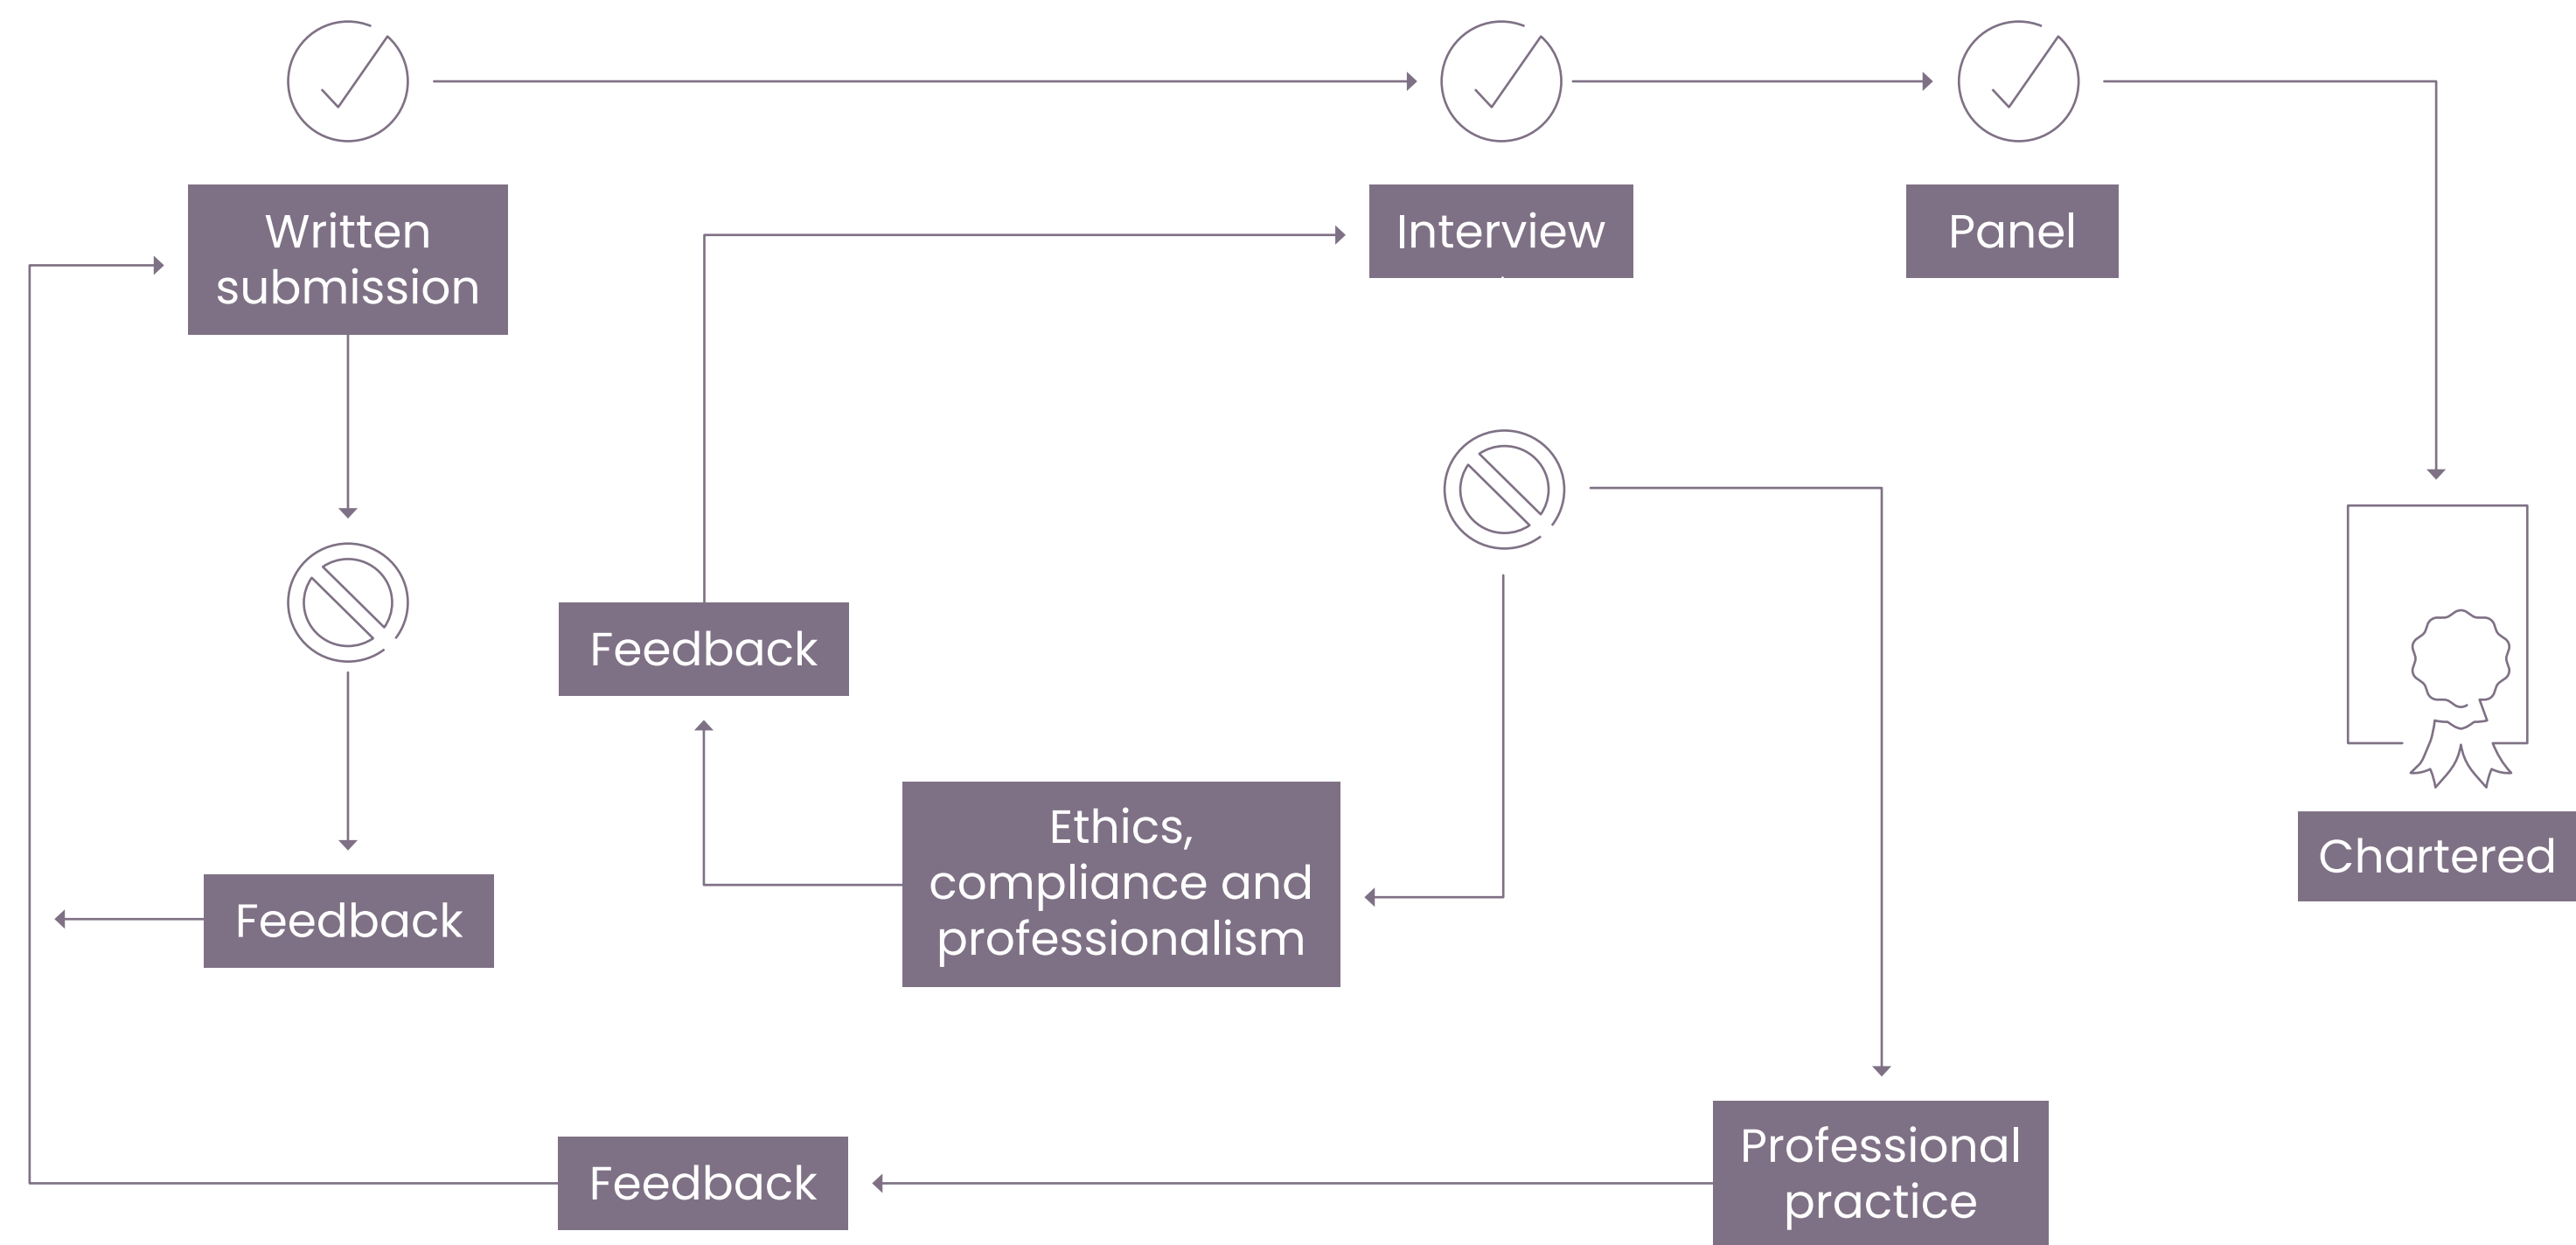 Written
submission
Interview
Panel
Feedback
Ethics,
compliance and
professionalism
Chartered
Feedback
Professional
practice
Feedback